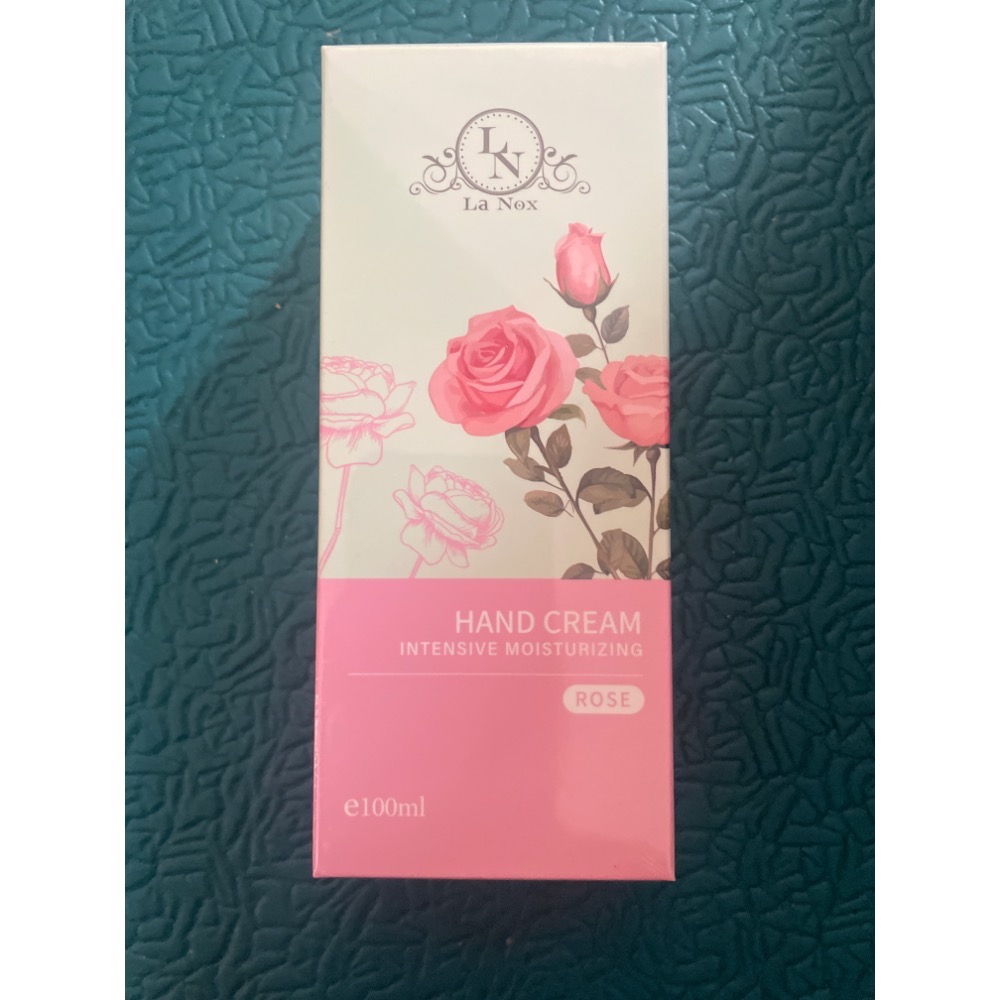 LN
La Nox
HAND CREAM
INTENSIVE MOISTURIZING
ROSE
e100ml